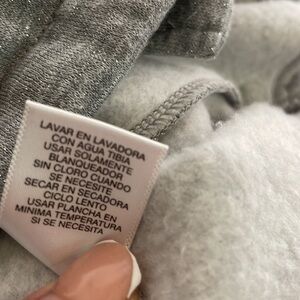 LAVAR EN LAVADORA
CON AGUA TIBIA
USAR SOLAMENTE
BLANQUEADOR
SIN CLORO CUANDO
SE NECESITE
SECAR EN SECADORA
CICLO LENTO
USAR PLANCHA EN
MINIMA TEMPERATURA
SI SE NECESITA